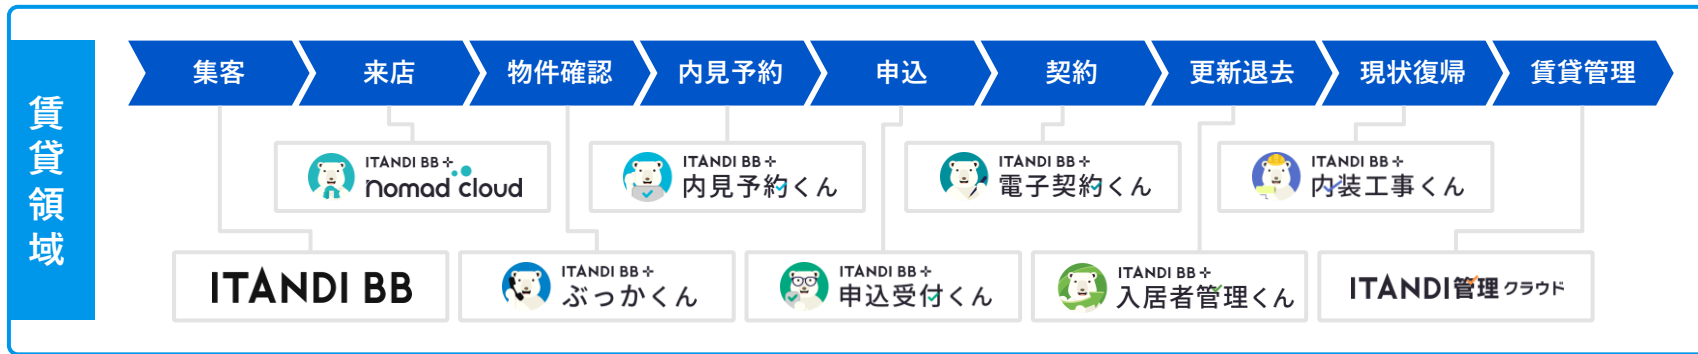 賃貸領域
集客
来店
物件確認
内見予約
申込
契約
更新退去
現状復帰
賃貸管理
ITANDI BB +
nomad cloud
ITANDI BB +
内見予約くん
ITANDI BB +
電子契約くん
ITANDI BB +
内装工事くん
ITANDI BB
ITANDI BB +
ぶっかくん
ITANDI BB +
申込受付くん
ITANDI BB +
入居者管理くん
ITANDI管理クラウド